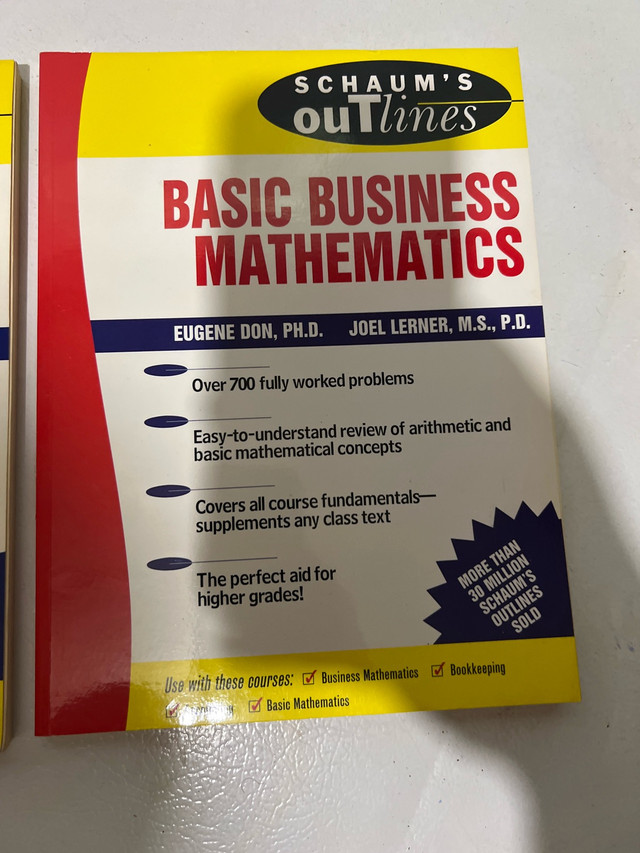 SCHAUM'S
ouTlines
BASIC BUSINESS
MATHEMATICS
EUGENE DON, PH.D. JOEL LERNER, M.S., P.D.
Over 700 fully worked problems
Easy-to-understand review of arithmetic and
basic mathematical concepts
Covers all course fundamentals—
supplements any class text
The perfect aid for
higher grades!
MORE THAN
30 MILLION
SCHAUM'S
OUTLINES
SOLD
Use with these courses: ☑ Business Mathematics ☑ Bookkeeping
☑ ☑ Basic Mathematics